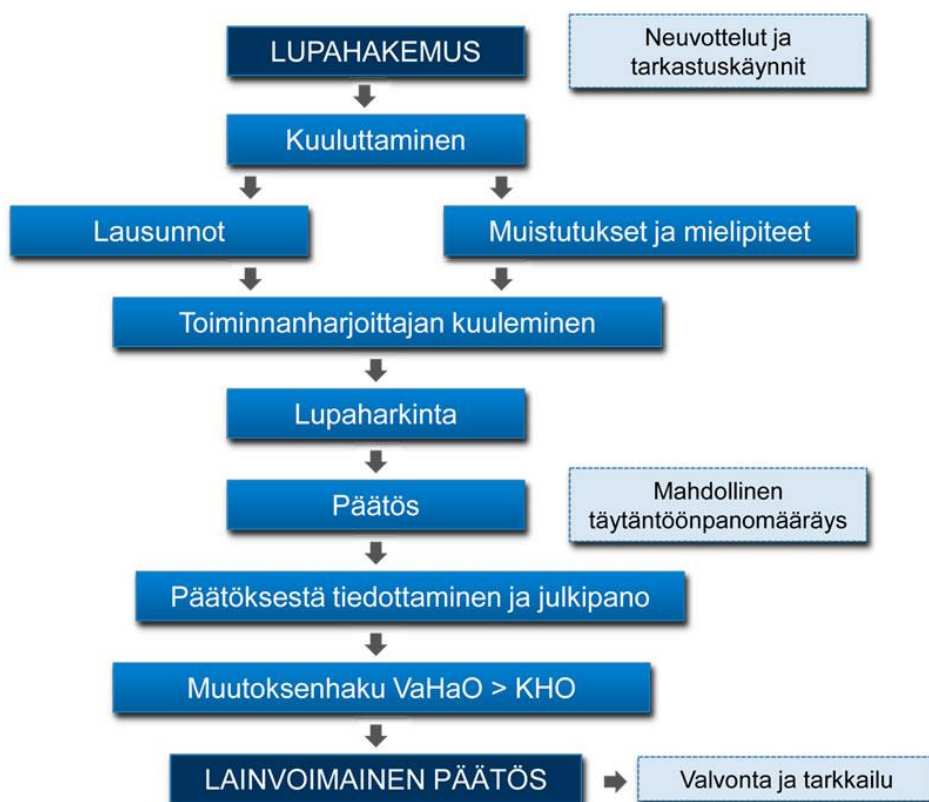 LUPAHAKEMUS
Neuvottelut ja
tarkastuskäynnit
Kuuluttaminen
Lausunnot
Muistutukset ja mielipiteet
Toiminnanharjoittajan kuuleminen
Lupaharkinta
Päätös
Mahdollinen
täytäntöönpanomääräys
Päätöksestä tiedottaminen ja julkipano
Muutoksenhaku VaHaO > KHO
LAINVOIMAINEN PÄÄTÖS
Valvonta ja tarkkailu